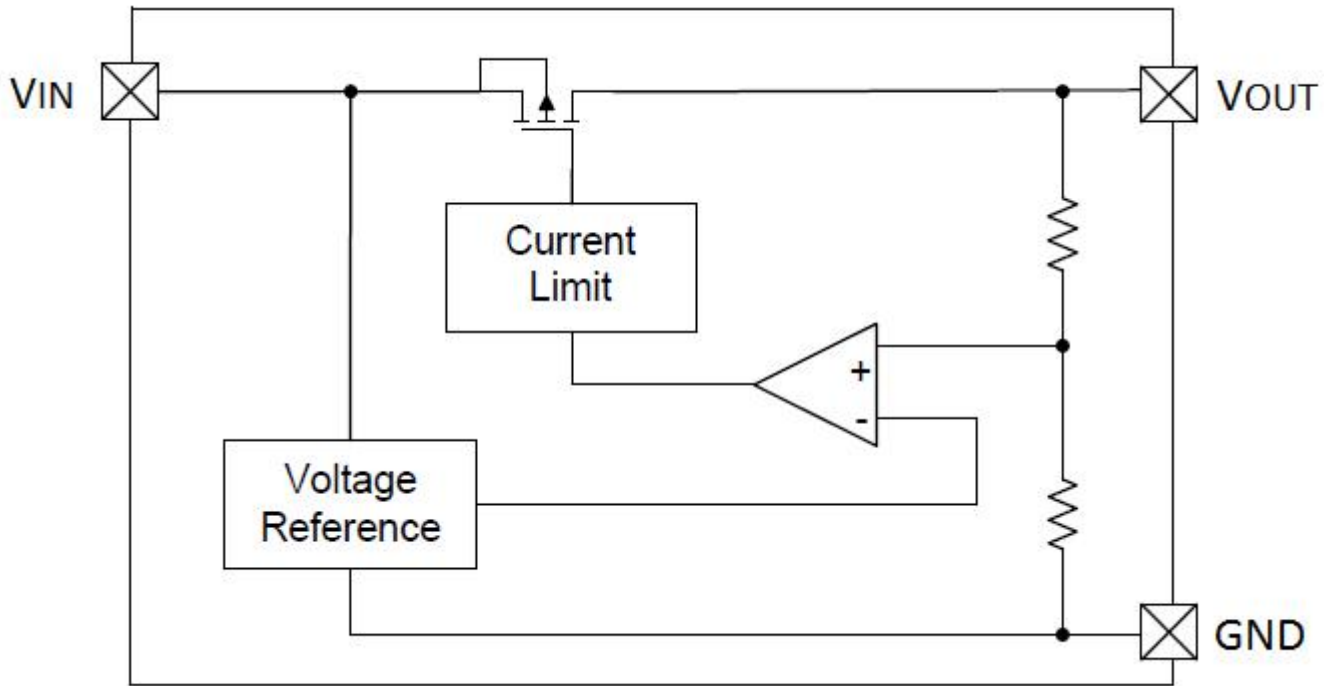 VIN
VOUT
Current
Limit
+
-
Voltage
Reference
GND